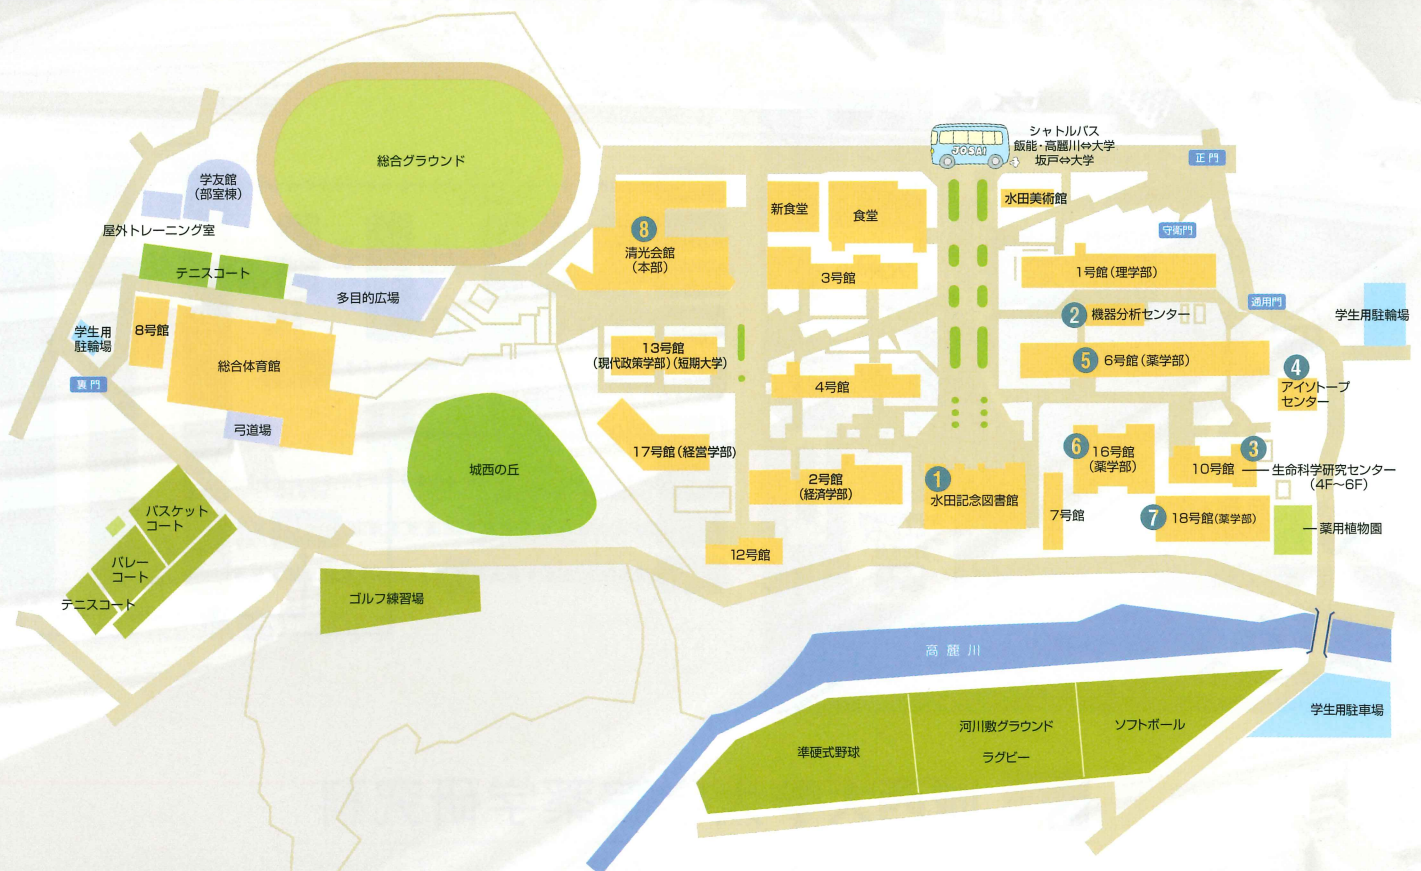 シャトルバス
飯能・高麗川⇔大学
坂戸⇔大学
JOSAI
正門
総合グラウンド
学友館
(部室棟)
屋外トレーニング室
テニスコート
多目的広場
8
清光会館
(本部)
新食堂
食堂
水田美術館
守衛門
3号館
1号館(理学部)
通用門
2
機器分析センター
学生用駐輪場
学生用
駐輪場
8号館
総合体育館
裏門
13号館
(現代政策学部)(短期大学)
4号館
5
6号館(薬学部)
4
アイソトープ
センター
弓道場
城西の丘
17号館(経営学部)
2号館
(経済学部)
1
水田記念図書館
6
16号館
(薬学部)
3
10号館
生命科学研究センター
(4F〜6F)
7号館
7
18号館(薬学部)
薬用植物園
12号館
バスケット
コート
バレー
コート
テニスコート
ゴルフ練習場
高麗川
準硬式野球
河川敷グラウンド
ラグビー
ソフトボール
学生用駐車場